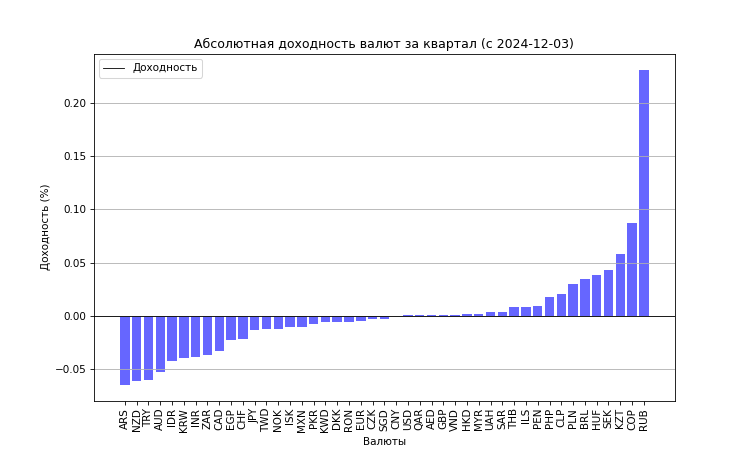 Абсолютная доходность валют за квартал (с 2024-12-03)
Доходность
Доходность (%)
0.20
0.15
0.10
0.05
0.00
−0.05
ARS NZD TRY AUD IDR KRW INR ZAR CAD EGP CHF JPY TWD NOK ISK MXN PKR KWD DKK RON EUR CZK SGD CNY USD QAR AED GBP VND HKD MYR UAH SAR THB ILS PEN PHP CLP PLN BRL HUF SEK KZT COP RUB
Валюты